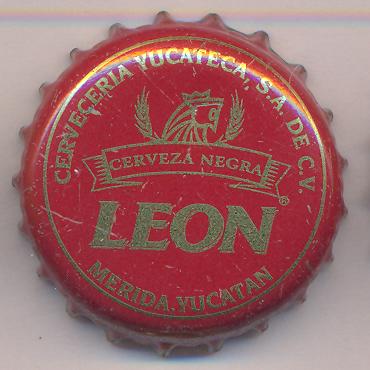 CERVECERIA YUCATECA, S.A. DE C.V.
CERVEZA NEGRA
LEON®
MERIDA, YUCATAN